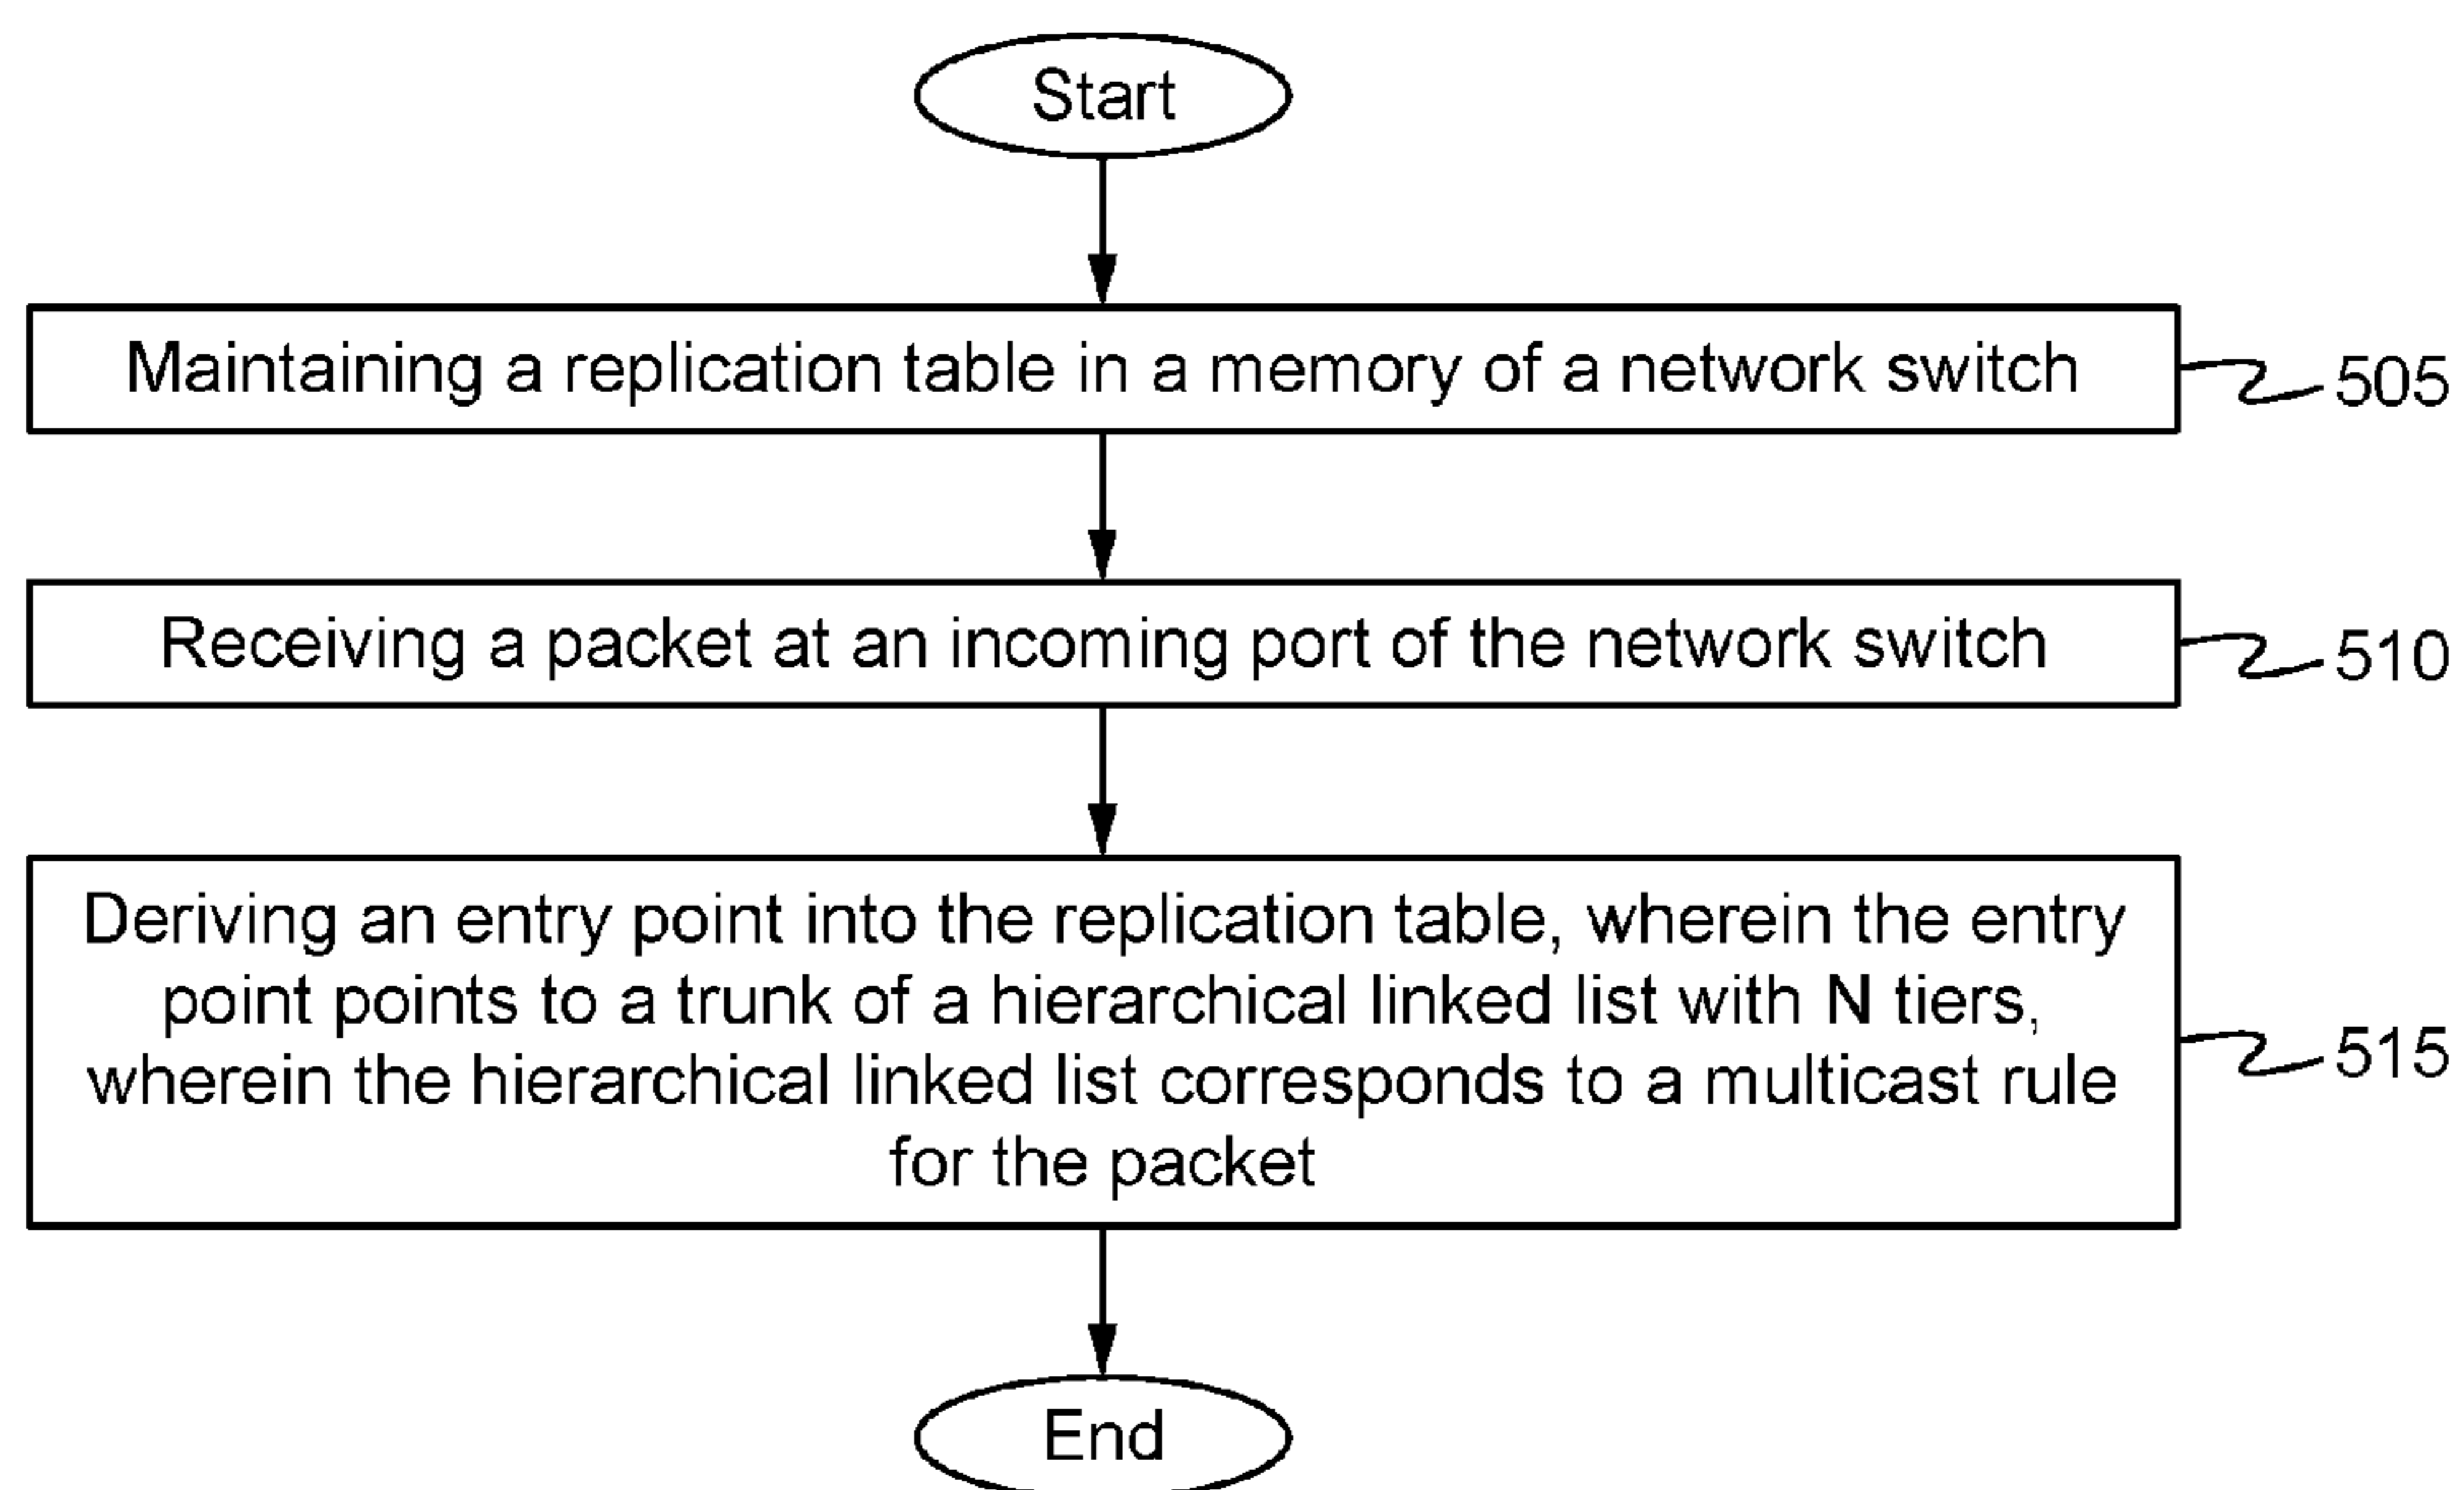 Start
Maintaining a replication table in a memory of a network switch
505
Receiving a packet at an incoming port of the network switch
510
Deriving an entry point into the replication table, wherein the entry
point points to a trunk of a hierarchical linked list with N tiers,
wherein the hierarchical linked list corresponds to a multicast rule
for the packet
515
End